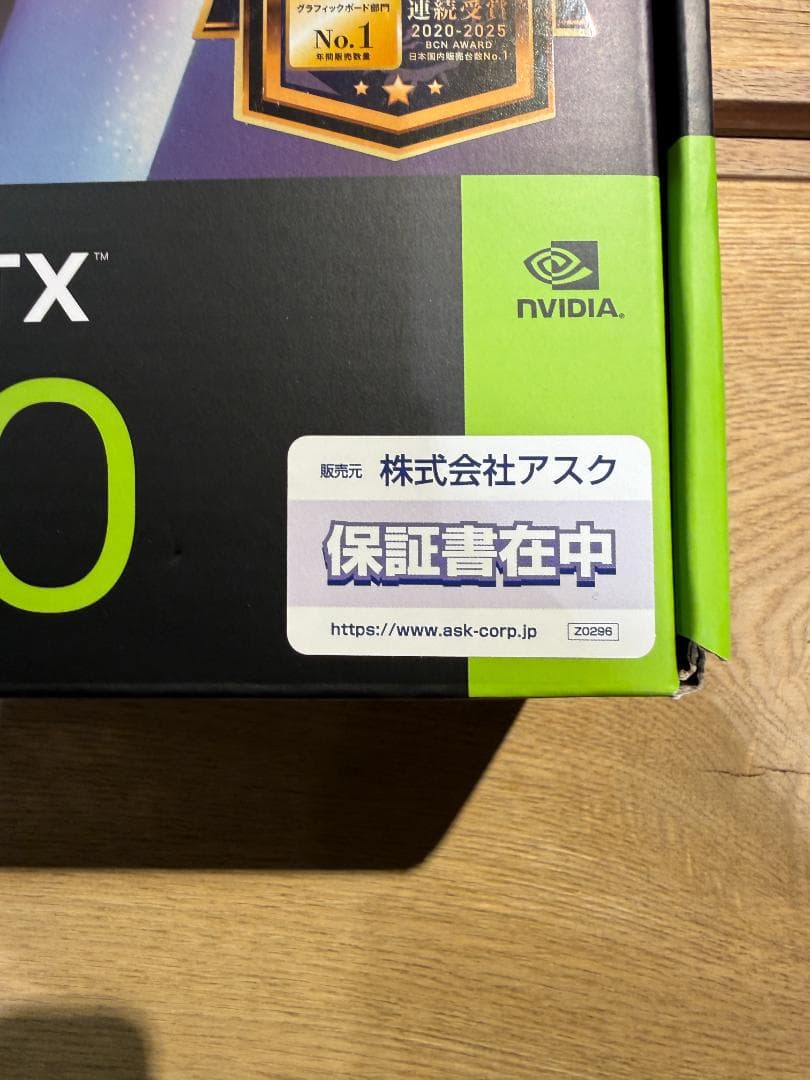 グラフィックボード部門
No.1
年間販売数量
連続受賞
2020-2025
BCN AWARD
日本国内販売台数No.1
TX™
NVIDIA®
0
販売元 株式会社アスク
保証書在中
https://www.ask-corp.jp Z0296